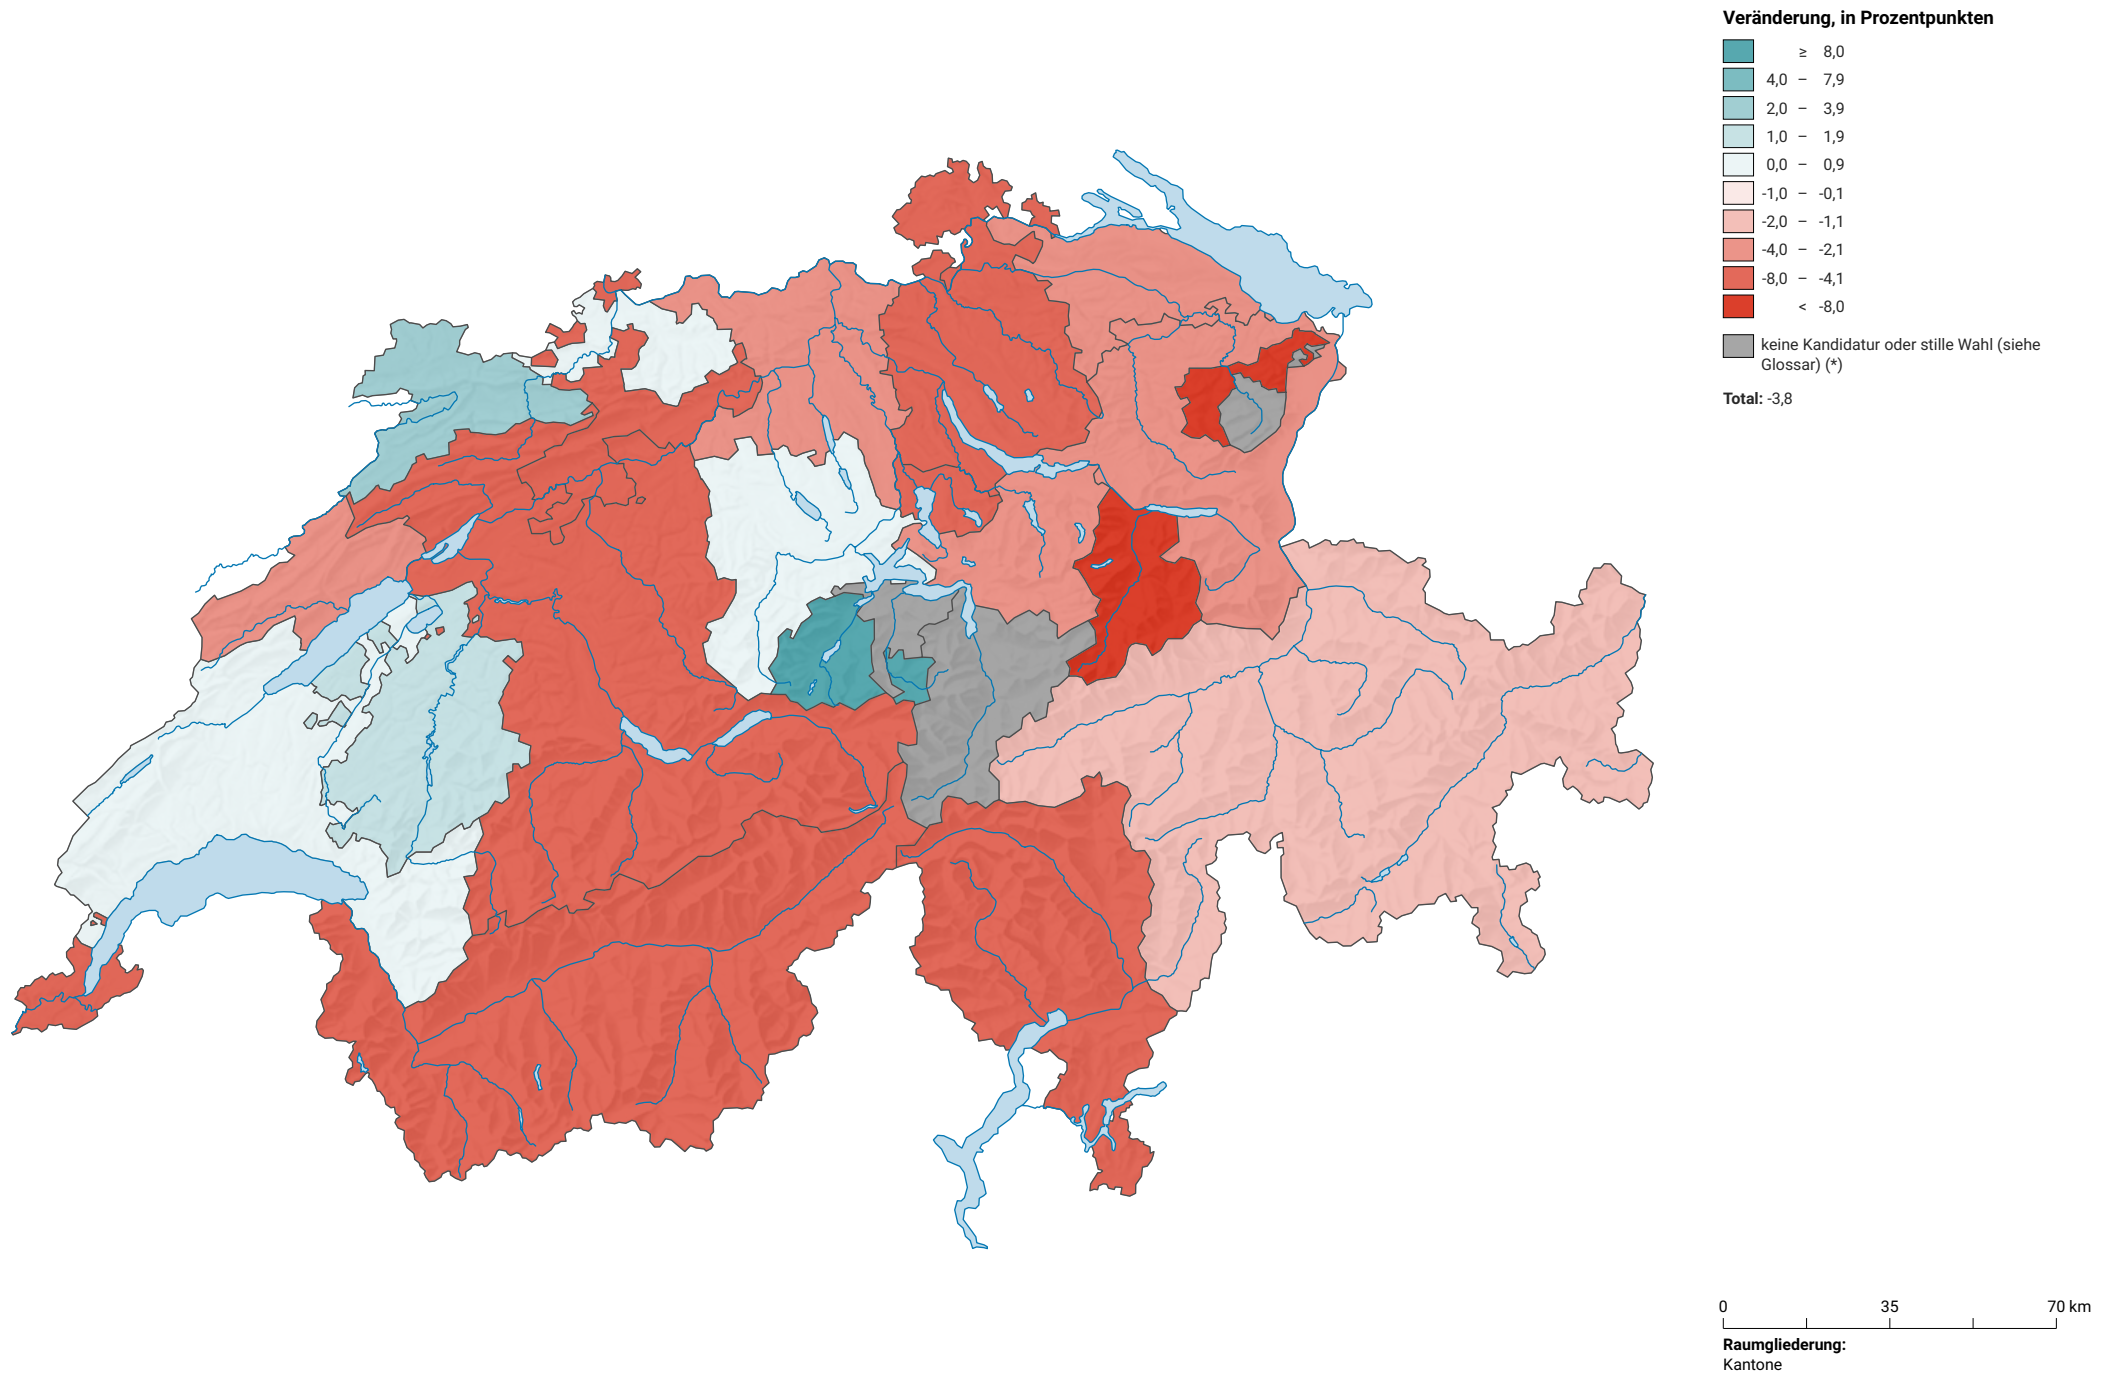 Veränderung, in Prozentpunkten
≥ 8,0
4,0 – 7,9
2,0 – 3,9
1,0 – 1,9
0,0 – 0,9
-1,0 – -0,1
-2,0 – -1,1
-4,0 – -2,1
-8,0 – -4,1
< -8,0
keine Kandidatur oder stille Wahl (siehe
Glossar) (*)
Total: -3,8
0 35 70 km
Raumgliederung:
Kantone